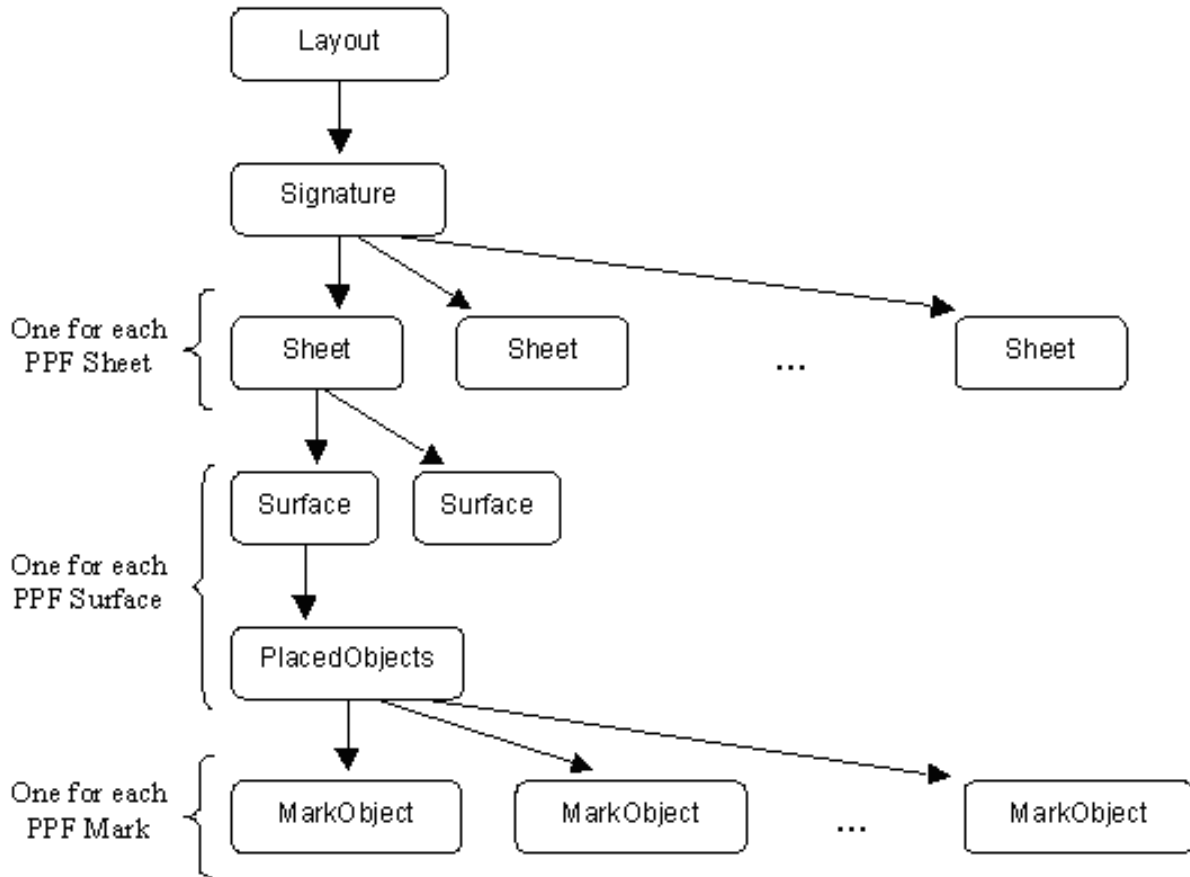 Layout
Signature
One for each
PPF Sheet
Sheet
Sheet
...
Sheet
Surface
Surface
One for each
PPF Surface
PlacedObjects
One for each
PPF Mark
MarkObject
MarkObject
...
MarkObject